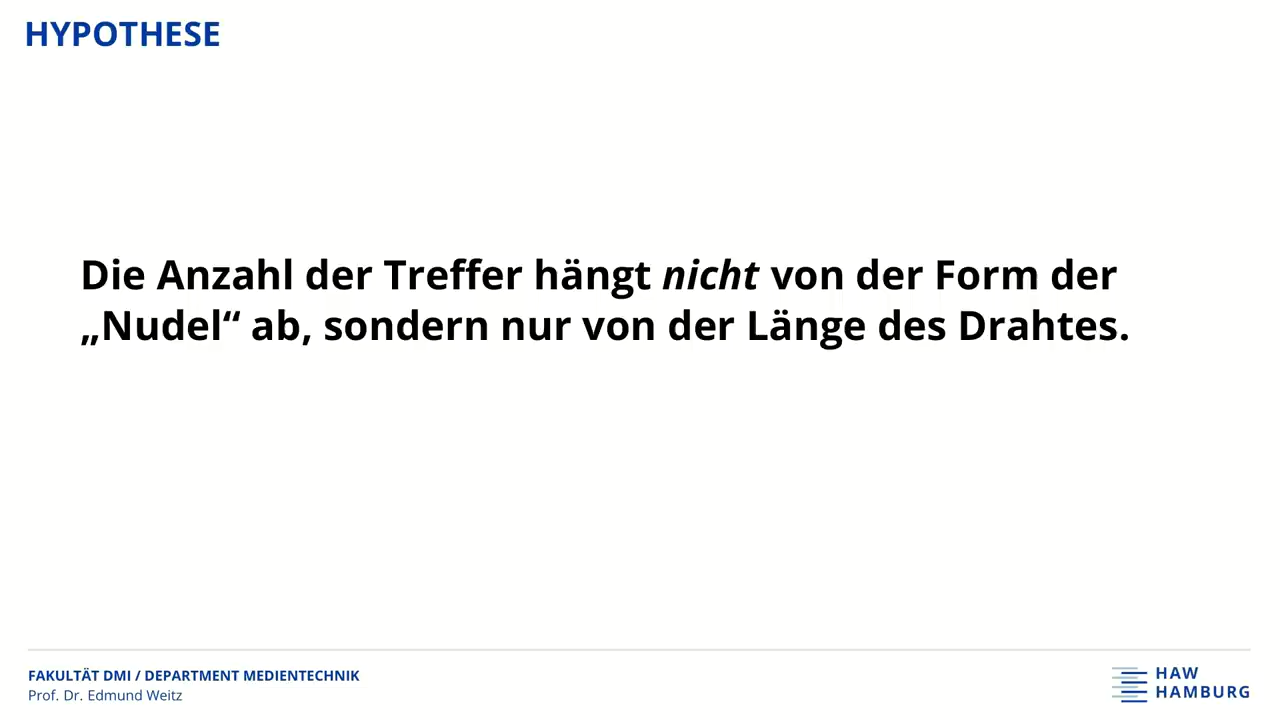 HYPOTHESE
Die Anzahl der Treffer hängt nicht von der Form der
„Nudel“ ab, sondern nur von der Länge des Drahtes.
FAKULTÄT DMI / DEPARTMENT MEDIENTECHNIK
Prof. Dr. Edmund Weitz
HAW
HAMBURG